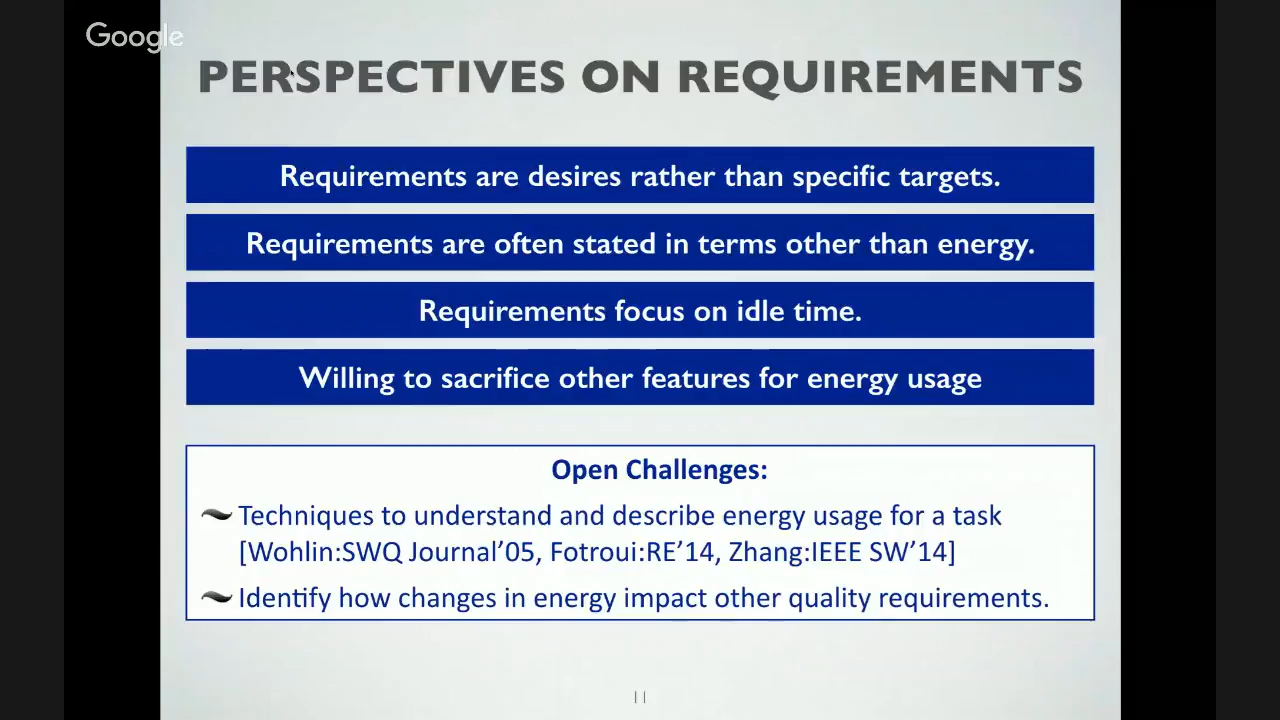 Google
PERSPECTIVES ON REQUIREMENTS
Requirements are desires rather than specific targets.
Requirements are often stated in terms other than energy.
Requirements focus on idle time.
Willing to sacrifice other features for energy usage
Open Challenges:
Techniques to understand and describe energy usage for a task
[Wohlin:SWQ Journal’05, Fotroui:RE’14, Zhang:IEEE SW’14]
Identify how changes in energy impact other quality requirements.
11